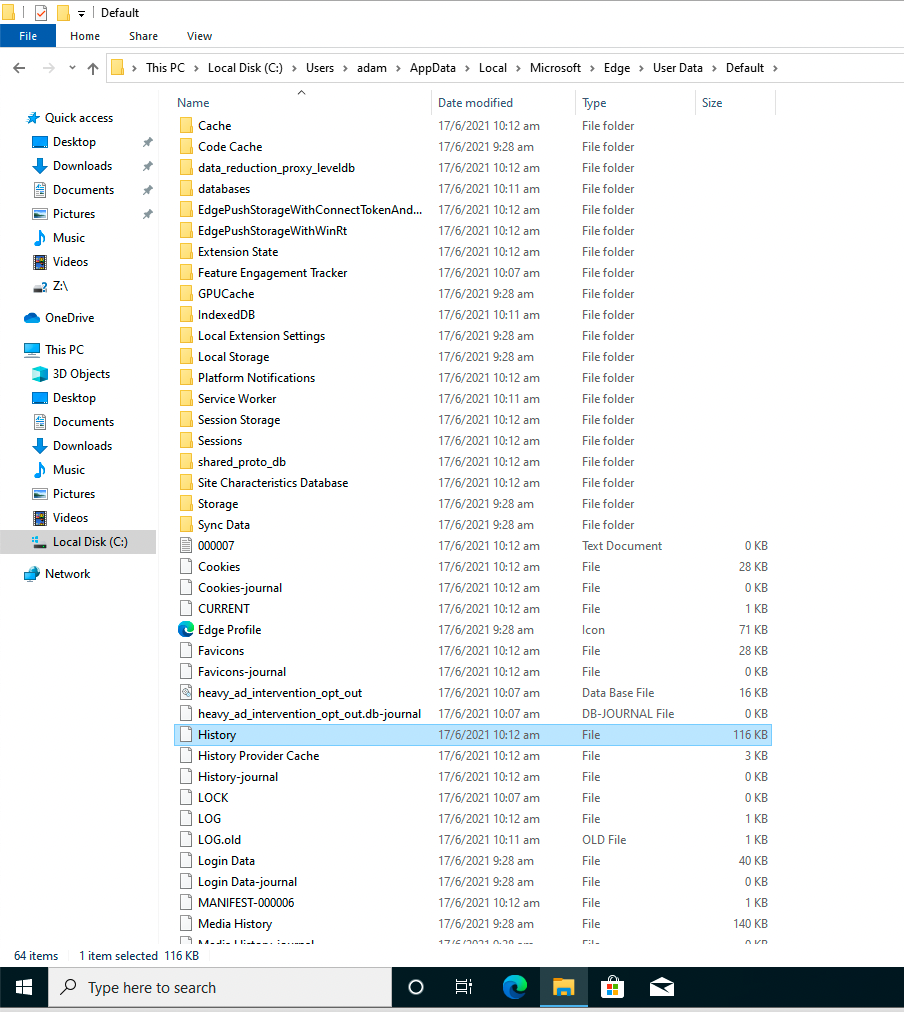 Default
File Home Share View
This PC Local Disk (C:) Users adam AppData Local Microsoft Edge User Data Default
Name Date modified Type Size
Quick access
Desktop
Downloads
Documents
Pictures
Music
Videos
Z:\
OneDrive
This PC
3D Objects
Desktop
Documents
Downloads
Music
Pictures
Videos
Local Disk (C:)
Network
Cache 17/6/2021 10:12 am File folder
Code Cache 17/6/2021 9:28 am File folder
data_reduction_proxy_leveldb 17/6/2021 10:12 am File folder
databases 17/6/2021 10:11 am File folder
EdgePushStorageWithConnectTokenAnd... 17/6/2021 10:12 am File folder
EdgePushStorageWithWinRt 17/6/2021 10:12 am File folder
Extension State 17/6/2021 10:12 am File folder
Feature Engagement Tracker 17/6/2021 10:07 am File folder
GPUCache 17/6/2021 9:28 am File folder
IndexedDB 17/6/2021 10:11 am File folder
Local Extension Settings 17/6/2021 9:28 am File folder
Local Storage 17/6/2021 9:28 am File folder
Platform Notifications 17/6/2021 10:12 am File folder
Service Worker 17/6/2021 10:11 am File folder
Session Storage 17/6/2021 10:12 am File folder
Sessions 17/6/2021 10:12 am File folder
shared_proto_db 17/6/2021 10:12 am File folder
Site Characteristics Database 17/6/2021 10:12 am File folder
Storage 17/6/2021 9:28 am File folder
Sync Data 17/6/2021 9:28 am File folder
000007 17/6/2021 10:12 am Text Document 0 KB
Cookies 17/6/2021 10:12 am File 28 KB
Cookies-journal 17/6/2021 10:12 am File 0 KB
CURRENT 17/6/2021 10:12 am File 1 KB
Edge Profile 17/6/2021 9:28 am Icon 71 KB
Favicons 17/6/2021 10:12 am File 28 KB
Favicons-journal 17/6/2021 10:12 am File 0 KB
heavy_ad_intervention_opt_out 17/6/2021 10:07 am Data Base File 16 KB
heavy_ad_intervention_opt_out.db-journal 17/6/2021 10:07 am DB-JOURNAL File 0 KB
History 17/6/2021 10:12 am File 116 KB
History Provider Cache 17/6/2021 10:12 am File 3 KB
History-journal 17/6/2021 10:12 am File 0 KB
LOCK 17/6/2021 10:07 am File 0 KB
LOG 17/6/2021 10:12 am File 1 KB
LOG.old 17/6/2021 10:11 am OLD File 1 KB
Login Data 17/6/2021 9:28 am File 40 KB
Login Data-journal 17/6/2021 9:28 am File 0 KB
MANIFEST-000006 17/6/2021 10:12 am File 1 KB
Media History 17/6/2021 9:28 am File 140 KB
Media History-journal 17/6/2021 9:28 am File 0 KB
64 items 1 item selected 116 KB
Type here to search